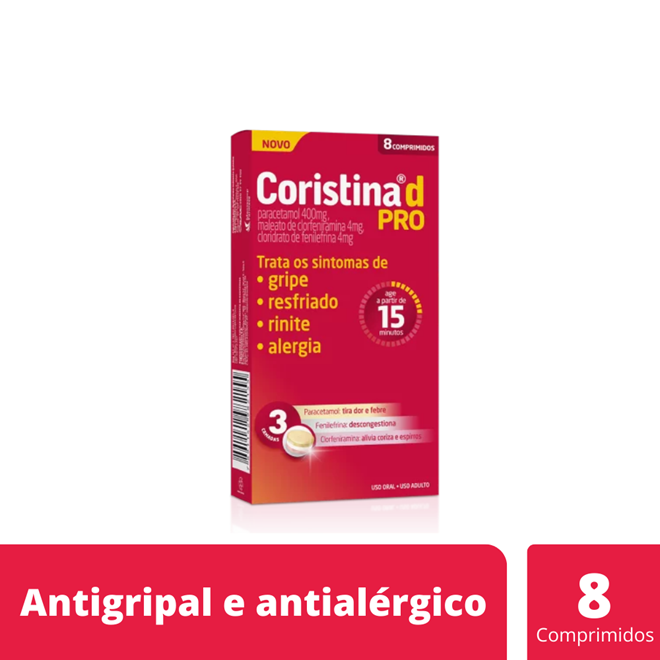 NOVO
8 COMPRIMIDOS
Coristina® d
PRO
paracetamol 400mg,
maleato de clorfeniramina 4mg,
cloridrato de fenilefrina 4mg
Trata os sintomas de
• gripe
• resfriado
• rinite
• alergia
age
a partir de
15
minutos
3
camadas
Paracetamol: tira dor e febre
Fenilefrina: descongestiona
Clorfeniramina: alivia coriza e espirros
USO ORAL • USO ADULTO
Antigripal e antialérgico
8
Comprimidos